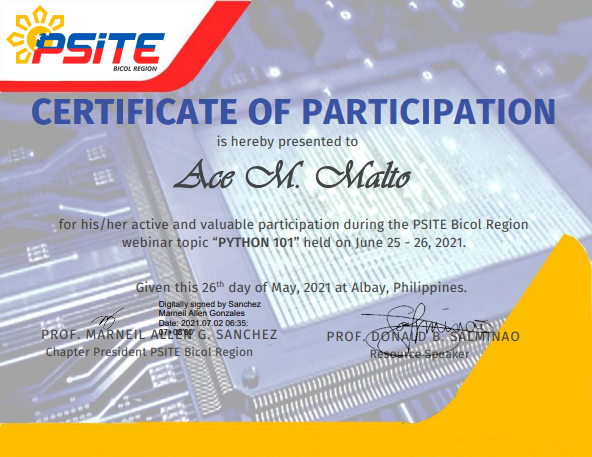 PSITE
BICOL REGION
CERTIFICATE OF PARTICIPATION
is hereby presented to
Ace M. Malto
for his/her active and valuable participation during the PSITE Bicol Region
webinar topic “PYTHON 101” held on June 25 - 26, 2021.
Given this 26th day of May, 2021 at Albay, Philippines.
Digitally signed by Sanchez
Marneil Allen Gonzales
Date: 2021.07.02 06:35:
PROF. MARNEIL ALLEN G. SANCHEZ
Chapter President PSITE Bicol Region
PROF. DONALD B. SALMINAO
Resource Speaker